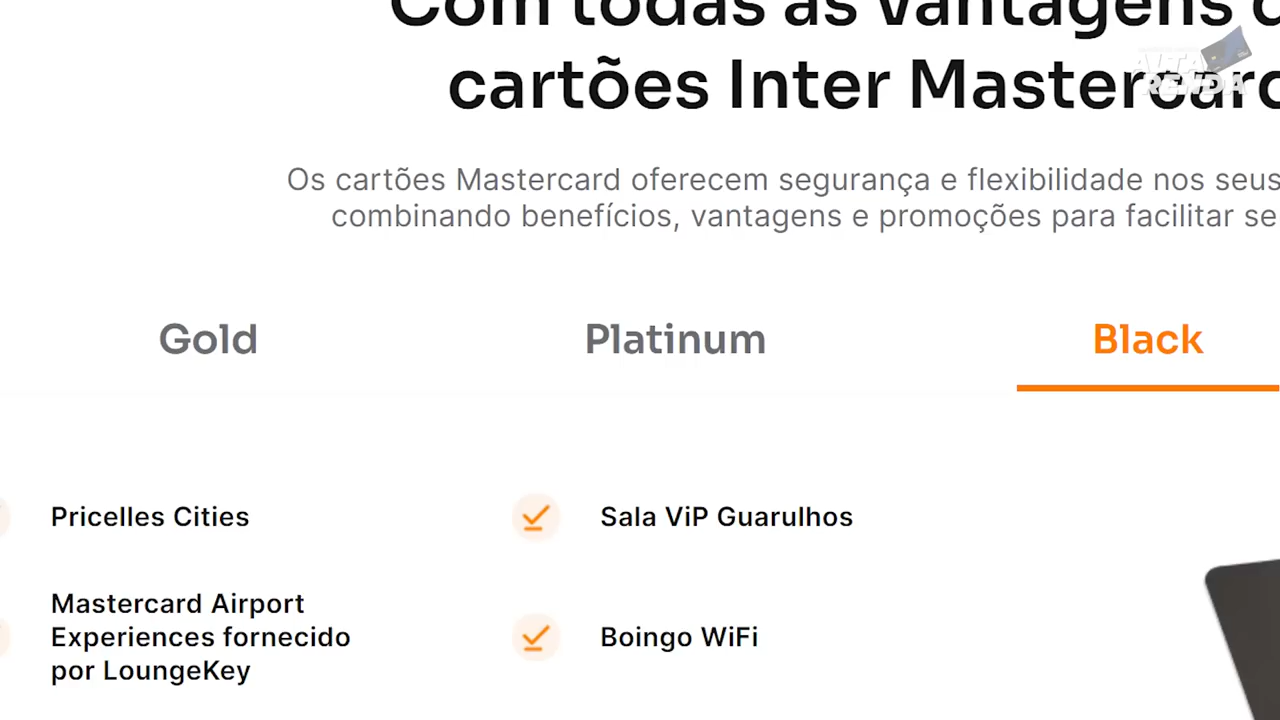 Com todas as vantagens d
cartões Inter Mastercard
ALTA
RENDA
Os cartões Mastercard oferecem segurança e flexibilidade nos seus
combinando benefícios, vantagens e promoções para facilitar se
Gold
Platinum
Black
Pricelles Cities
Sala ViP Guarulhos
Mastercard Airport
Experiences fornecido
por LoungeKey
Boingo WiFi